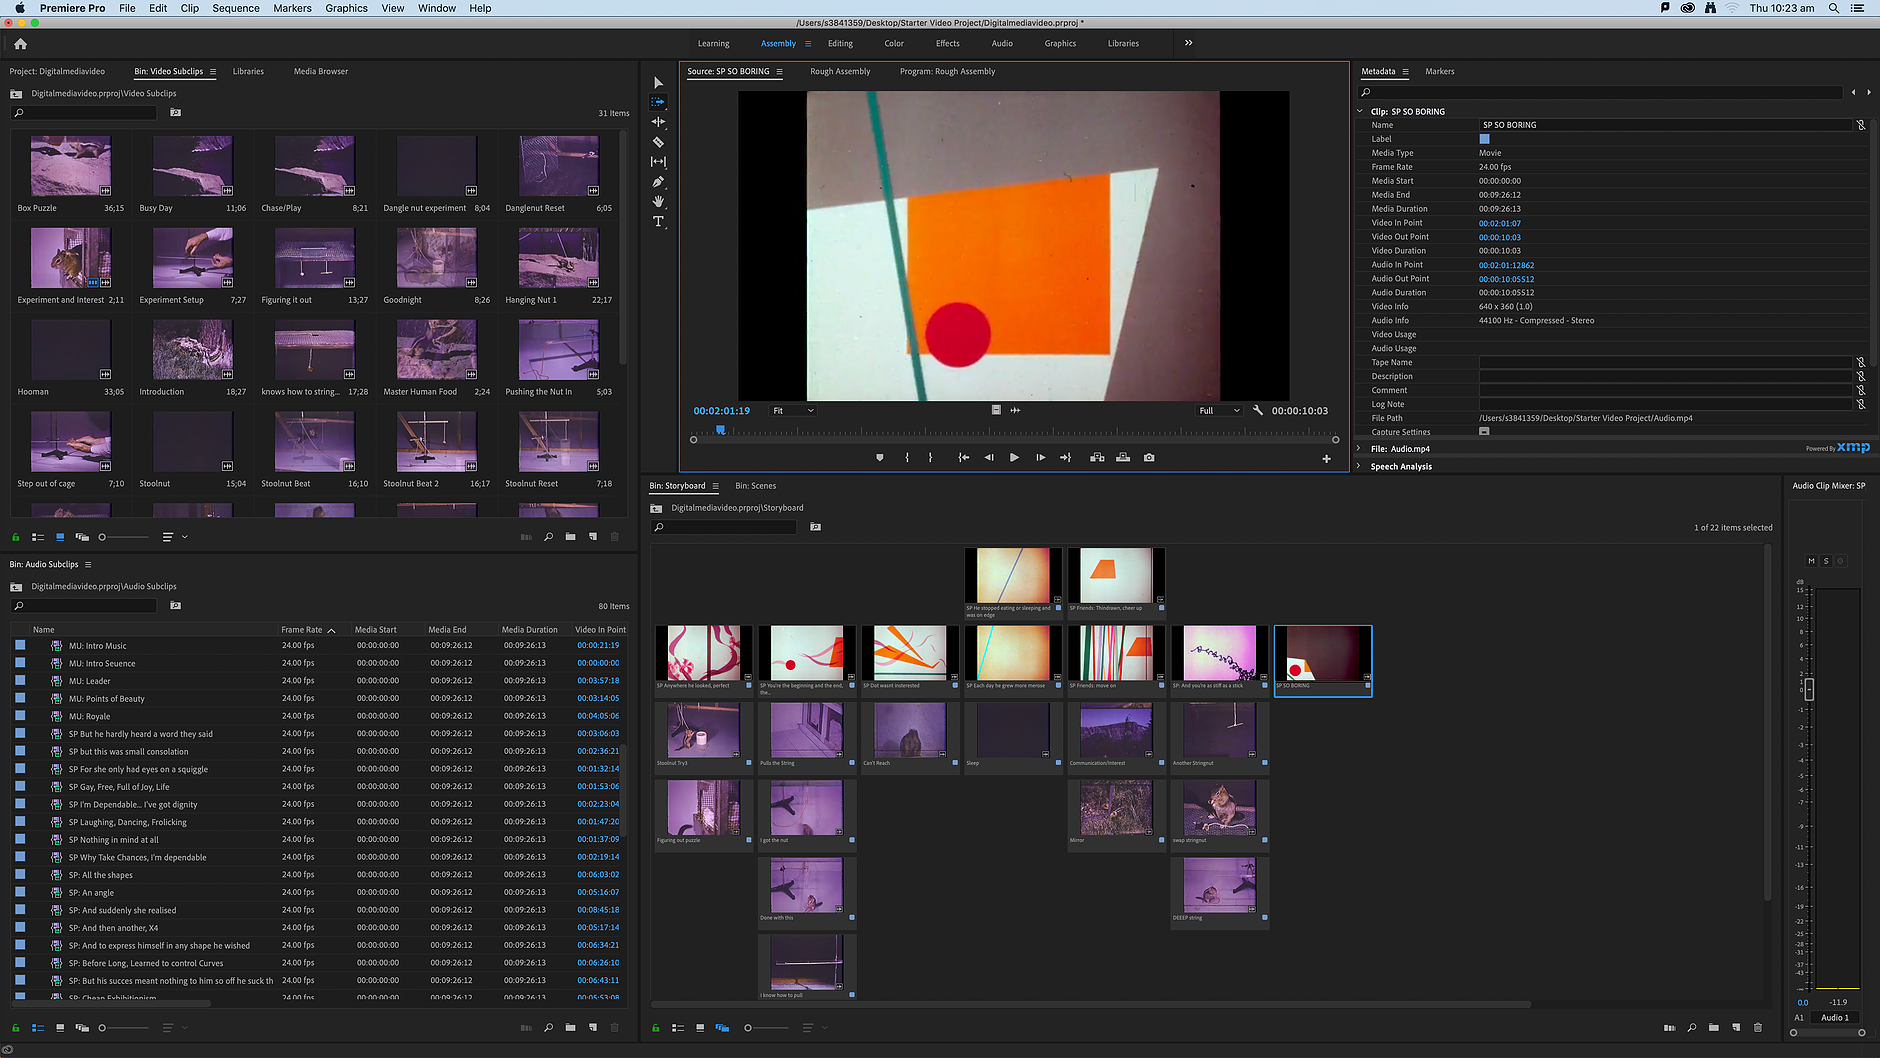 Premiere Pro File Edit Clip Sequence Markers Graphics View Window Help Thu 10:23 am
/Users/s3841359/Desktop/Starter Video Project/Digitalmediavideo.prproj *
Learning Assembly Editing Color Effects Audio Graphics Libraries
Project: Digitalmediavideo Bin: Video Subclips Libraries Media Browser
Digitalmediavideo.prproj\Video Subclips
31 Items
Box Puzzle 36;15 Busy Day 11;06 Chase/Play 8;21 Dangle nut experiment 8;04 Danglenut Reset 6;05
Experiment and Interest 2;11 Experiment Setup 7;27 Figuring it out 13;27 Goodnight 8;26 Hanging Nut 1 22;17
Hooman 33;05 Introduction 18;27 knows how to string... 17;28 Master Human Food 2;24 Pushing the Nut In 5;03
Step out of cage 7;10 Stoolnut 15;04 Stoolnut Beat 16;10 Stoolnut Beat 2 16;17 Stoolnut Reset 7;18
Source: SP SO BORING Rough Assembly Program: Rough Assembly
00:02:01:19 Fit Full 00:00:10:03
Metadata Markers
Clip: SP SO BORING
Name SP SO BORING
Label
Media Type Movie
Frame Rate 24.00 fps
Media Start 00:00:00:00
Media End 00:09:26:12
Media Duration 00:09:26:13
Video In Point 00:02:01:07
Video Out Point 00:00:10:03
Video Duration 00:00:10:03
Audio In Point 00:02:01:12862
Audio Out Point 00:00:10:05512
Audio Duration 00:00:10:05512
Video Info 640 x 360 (1.0)
Audio Info 44100 Hz - Compressed - Stereo
Video Usage
Audio Usage
Tape Name
Description
Comment
Log Note
File Path /Users/s3841359/Desktop/Starter Video Project/Audio.mp4
Capture Settings
File: Audio.mp4 Powered By xmp
Speech Analysis
Bin: Audio Subclips
Digitalmediavideo.prproj\Audio Subclips
80 Items
Name Frame Rate Media Start Media End Media Duration Video In Point
MU: Intro Music 24.00 fps 00:00:00:00 00:09:26:12 00:09:26:13 00:00:21:19
MU: Intro Seuence 24.00 fps 00:00:00:00 00:09:26:12 00:09:26:13 00:00:00:00
MU: Leader 24.00 fps 00:00:00:00 00:09:26:12 00:09:26:13 00:03:57:18
MU: Points of Beauty 24.00 fps 00:00:00:00 00:09:26:12 00:09:26:13 00:03:14:05
MU: Royale 24.00 fps 00:00:00:00 00:09:26:12 00:09:26:13 00:04:05:06
SP But he hardly heard a word they said 24.00 fps 00:00:00:00 00:09:26:12 00:09:26:13 00:03:06:03
SP but this was small consolation 24.00 fps 00:00:00:00 00:09:26:12 00:09:26:13 00:02:36:21
SP For she only had eyes on a squiggle 24.00 fps 00:00:00:00 00:09:26:12 00:09:26:13 00:01:32:14
SP Gay, Free, Full of Joy, Life 24.00 fps 00:00:00:00 00:09:26:12 00:09:26:13 00:01:53:06
SP I'm Dependable... I've got dignity 24.00 fps 00:00:00:00 00:09:26:12 00:09:26:13 00:02:23:04
SP Laughing, Dancing, Frolicking 24.00 fps 00:00:00:00 00:09:26:12 00:09:26:13 00:01:47:20
SP Nothing in mind at all 24.00 fps 00:00:00:00 00:09:26:12 00:09:26:13 00:01:37:09
SP Why Take Chances, I'm dependable 24.00 fps 00:00:00:00 00:09:26:12 00:09:26:13 00:02:19:14
SP: All the shapes 24.00 fps 00:00:00:00 00:09:26:12 00:09:26:13 00:06:03:02
SP: An angle 24.00 fps 00:00:00:00 00:09:26:12 00:09:26:13 00:05:16:07
SP: And suddenly she realised 24.00 fps 00:00:00:00 00:09:26:12 00:09:26:13 00:08:45:18
SP: And then another, X4 24.00 fps 00:00:00:00 00:09:26:12 00:09:26:13 00:05:17:14
SP: And to express himself in any shape he wished 24.00 fps 00:00:00:00 00:09:26:12 00:09:26:13 00:06:34:21
SP: Before Long, Learned to control Curves 24.00 fps 00:00:00:00 00:09:26:12 00:09:26:13 00:06:26:10
SP: But his succes meant nothing to him so off he suck th 24.00 fps 00:00:00:00 00:09:26:12 00:09:26:13 00:06:43:11
SP: Cheap Exhibitionism 24.00 fps 00:00:00:00 00:09:26:12 00:09:26:13 00:05:53:08
Bin: Storyboard Bin: Scenes
Digitalmediavideo.prproj\Storyboard
1 of 22 items selected
SP He stopped eating or sleeping and was on edge SP Friends: Thindrawn, cheer up
SP Anywhere he looked, perfect SP You're the beginning and the end, the.. SP Dot wasnt insterested SP Each day he grew more merose SP Friends: move on SP: And you're as stiff as a stick SP SO BORING
Stoolnut Try3 Pulls the String Can't Reach Sleep Communication/Interest Another Stringnut
Figuring out puzzle I got the nut Mirror swap stringnut
Done with this DEEEP string
I know how to pull
Audio Clip Mixer: SP
M S
dB
15
12
10
8
6
4
2
1
0
-1
-2
-3
-4
-5
-6
-7
-9
-11
-13
-16
-19
-22
-25
-28
-31
-37
-43
-∞
0.0 -11.9
A1 Audio 1